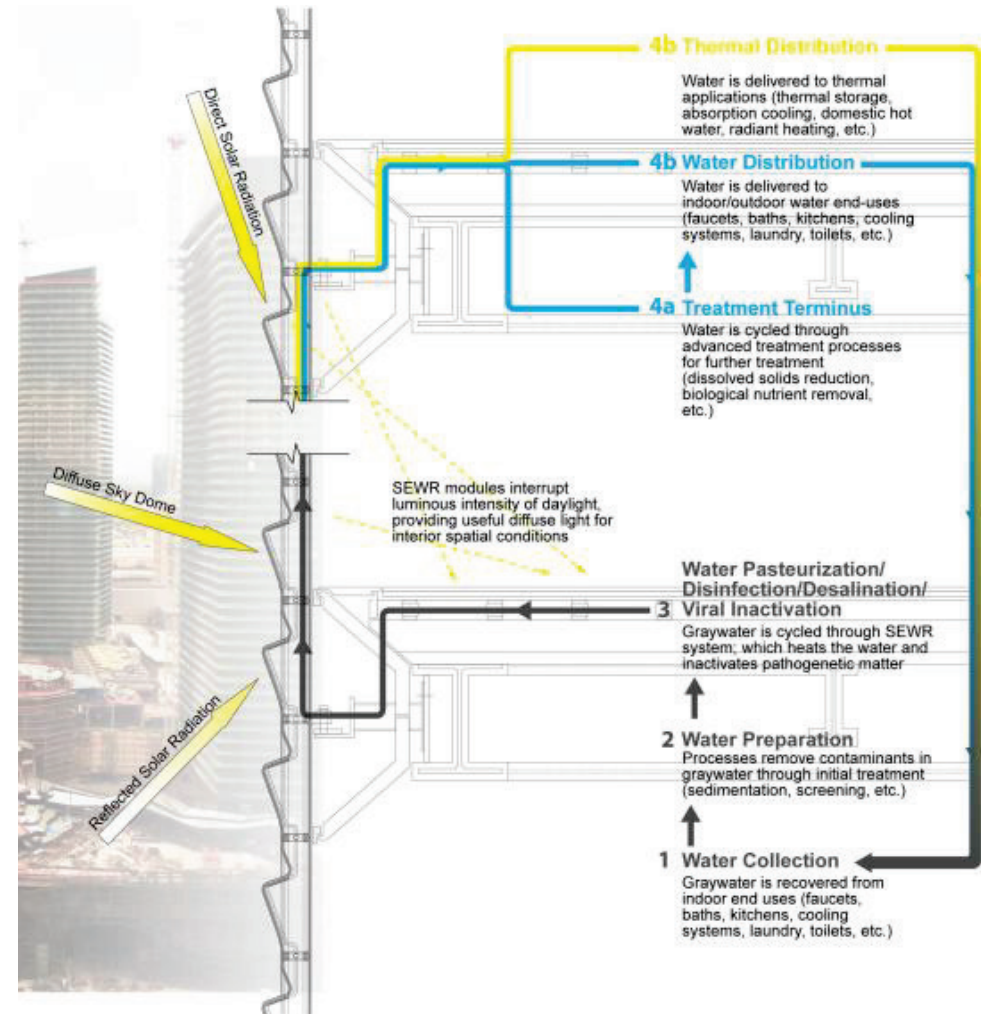 4b Thermal Distribution
Water is delivered to thermal
applications (thermal storage,
absorption cooling, domestic hot
water, radiant heating, etc.)
4b Water Distribution
Water is delivered to
indoor/outdoor water end-uses
(faucets, baths, kitchens, cooling
systems, laundry, toilets, etc.)
4a Treatment Terminus
Water is cycled through
advanced treatment processes
for further treatment
(dissolved solids reduction,
biological nutrient removal,
etc.)
Direct Solar Radiation
Diffuse Sky Dome
Reflected Solar Radiation
SEWR modules interrupt
luminous intensity of daylight,
providing useful diffuse light for
interior spatial conditions
Water Pasteurization/
Disinfection/Desalination/
3 Viral Inactivation
Graywater is cycled through SEWR
system; which heats the water and
inactivates pathogenetic matter
2 Water Preparation
Processes remove contaminants in
graywater through initial treatment
(sedimentation, screening, etc.)
1 Water Collection
Graywater is recovered from
indoor end uses (faucets,
baths, kitchens, cooling
systems, laundry, toilets, etc.)